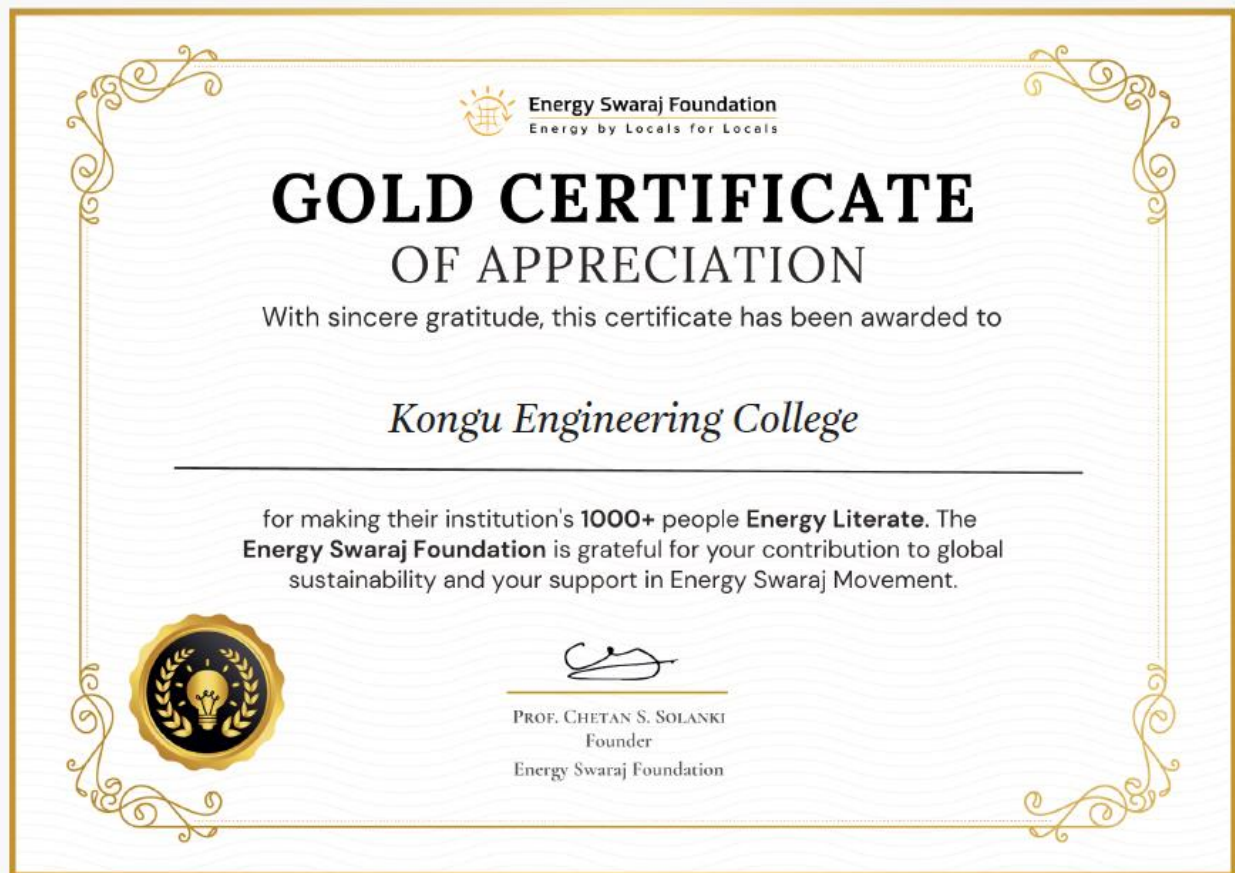 Energy Swaraj Foundation
Energy by Locals for Locals
GOLD CERTIFICATE
OF APPRECIATION
With sincere gratitude, this certificate has been awarded to
Kongu Engineering College
for making their institution's 1000+ people Energy Literate. The
Energy Swaraj Foundation is grateful for your contribution to global
sustainability and your support in Energy Swaraj Movement.
PROF. CHETAN S. SOLANKI
Founder
Energy Swaraj Foundation